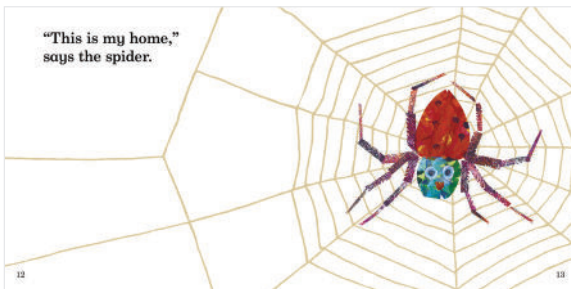 “This is my home,”
says the spider.
12
13